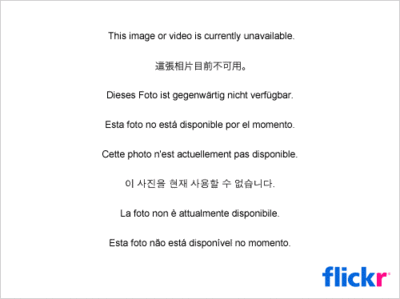 This image or video is currently unavailable.
這張相片目前不可用。
Dieses Foto ist gegenwärtig nicht verfügbar.
Esta foto no está disponible por el momento.
Cette photo n'est actuellement pas disponible.
이 사진을 현재 사용할 수 없습니다.
La foto non è attualmente disponibile.
Esta foto não está disponível no momento.
flickr